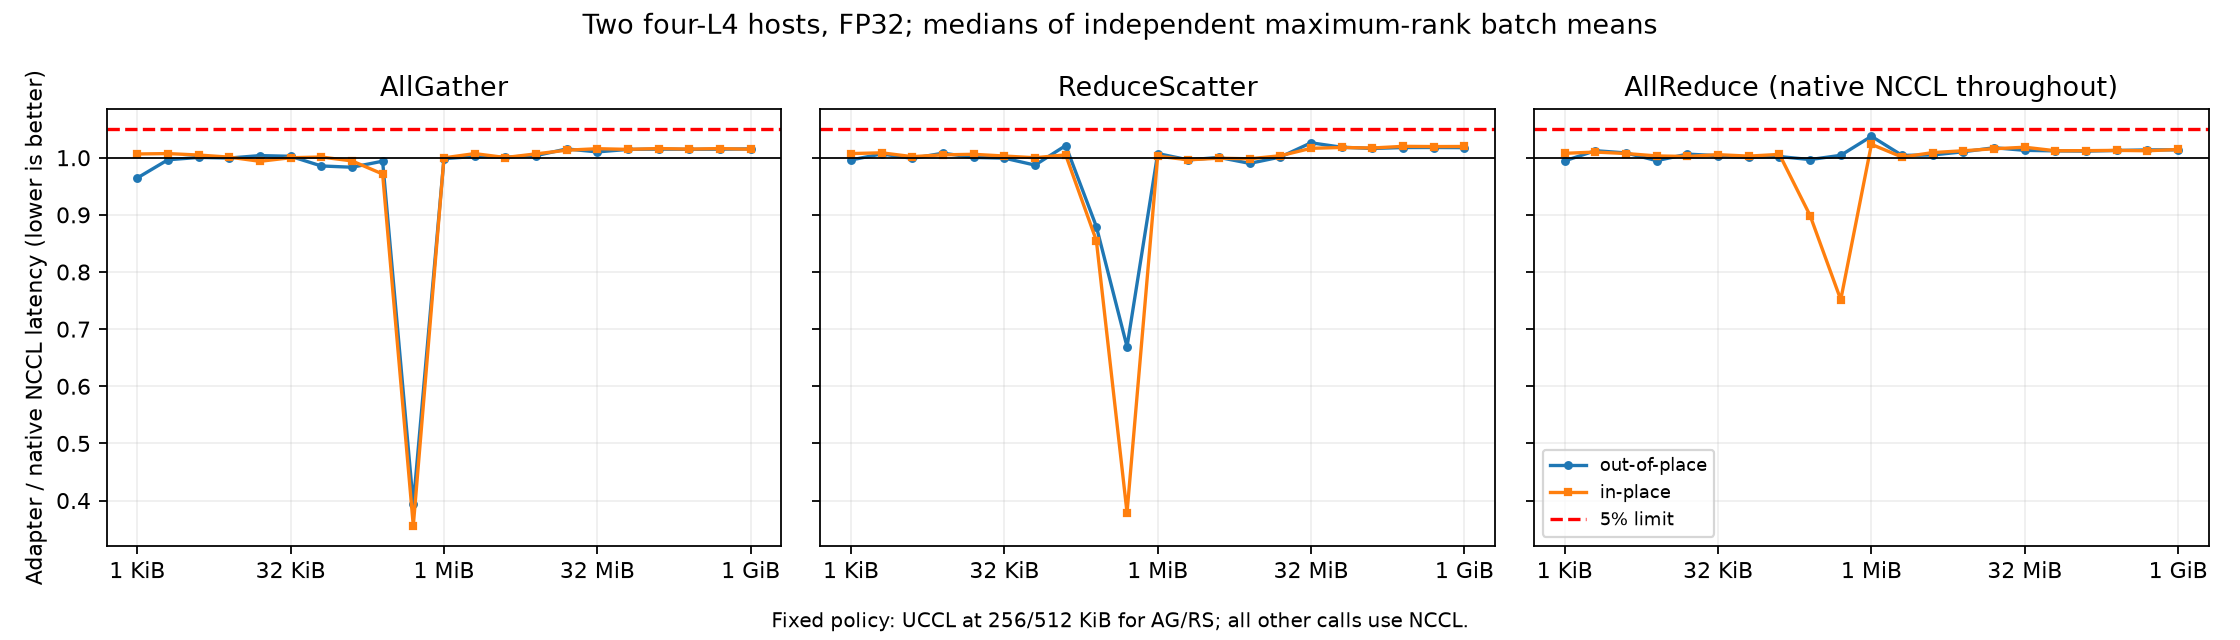 Two four-L4 hosts, FP32; medians of independent maximum-rank batch means
AllGather
ReduceScatter
AllReduce (native NCCL throughout)
Adapter / native NCCL latency (lower is better)
1.0
0.9
0.8
0.7
0.6
0.5
0.4
out-of-place
in-place
5% limit
1 KiB
32 KiB
1 MiB
32 MiB
1 GiB
1 KiB
32 KiB
1 MiB
32 MiB
1 GiB
1 KiB
32 KiB
1 MiB
32 MiB
1 GiB
Fixed policy: UCCL at 256/512 KiB for AG/RS; all other calls use NCCL.